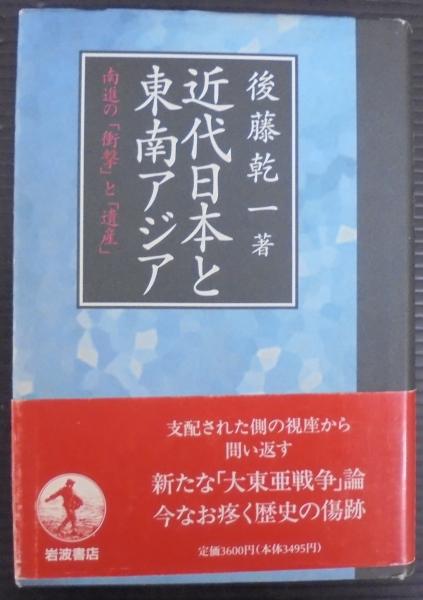 後藤乾一 著
近代日本と
東南アジア
南進の「衝撃」と「遺産」
支配された側の視座から
問い返す
新たな「大東亜戦争」論
今なお疼く歴史の傷跡
岩波書店
定価3600円(本体3495円)